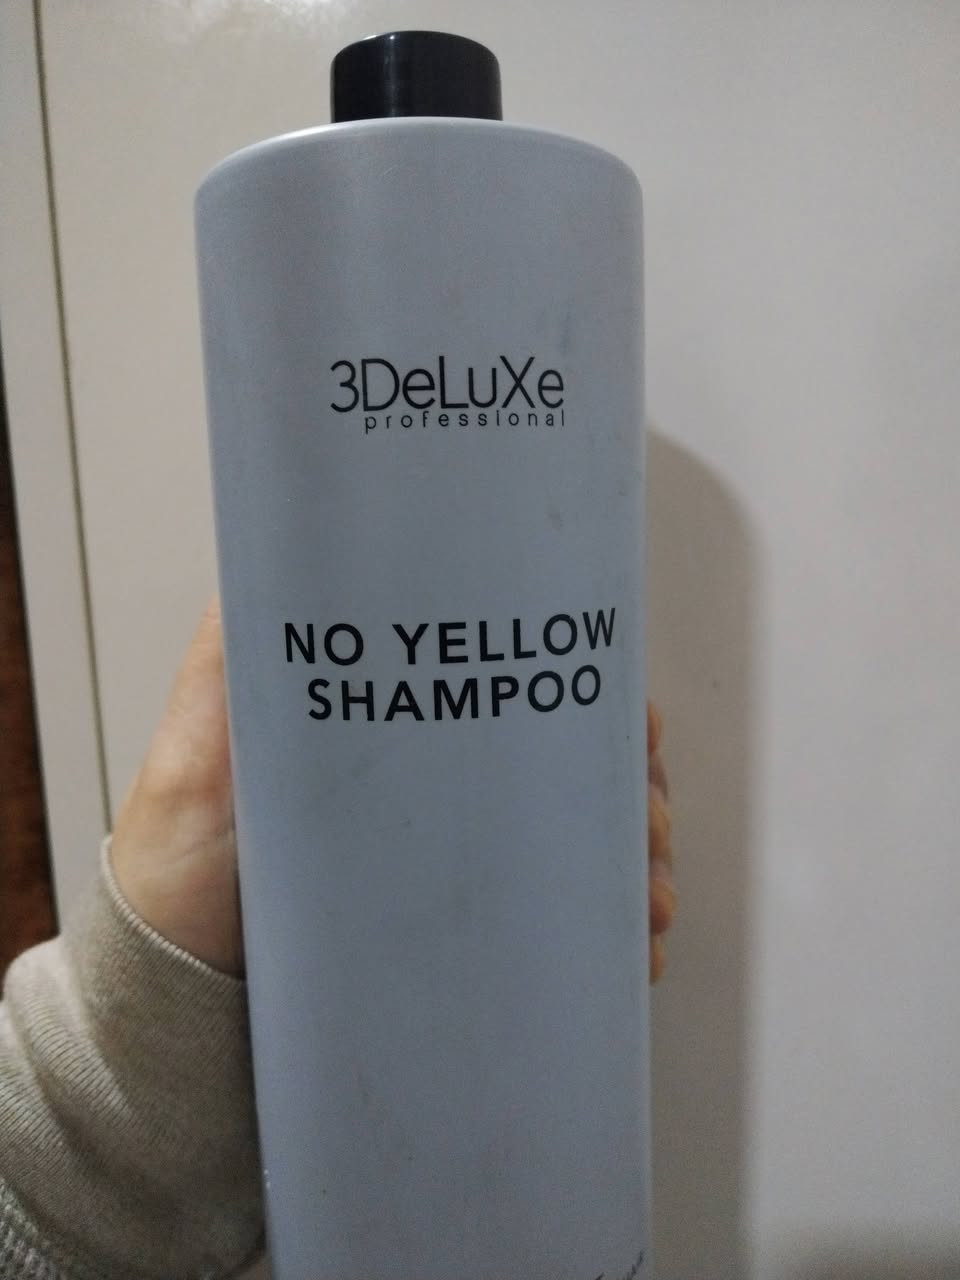 3DeLuXe
professional
NO YELLOW
SHAMPOO